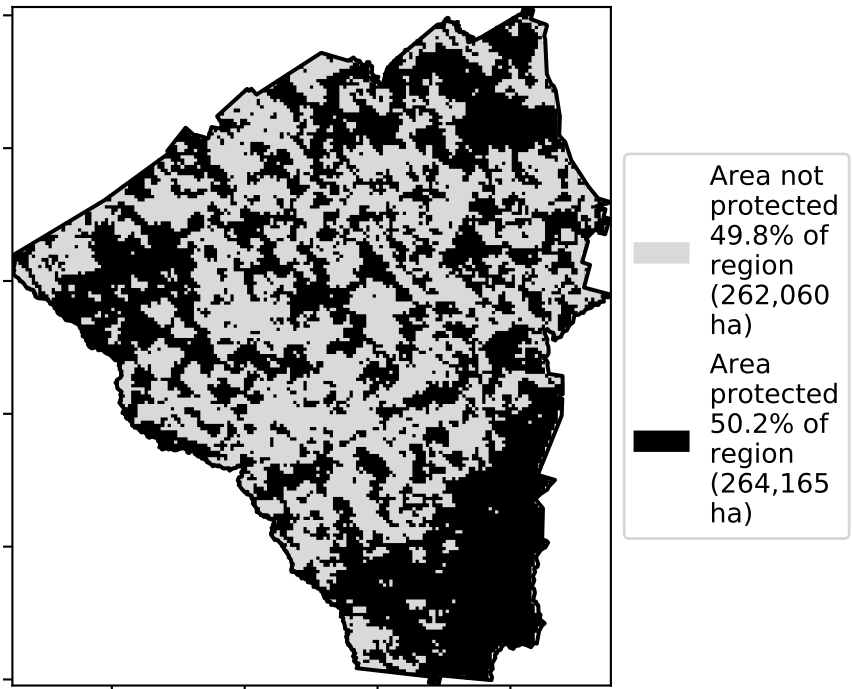 Area not
protected
49.8% of
region
(262,060
ha)
Area
protected
50.2% of
region
(264,165
ha)